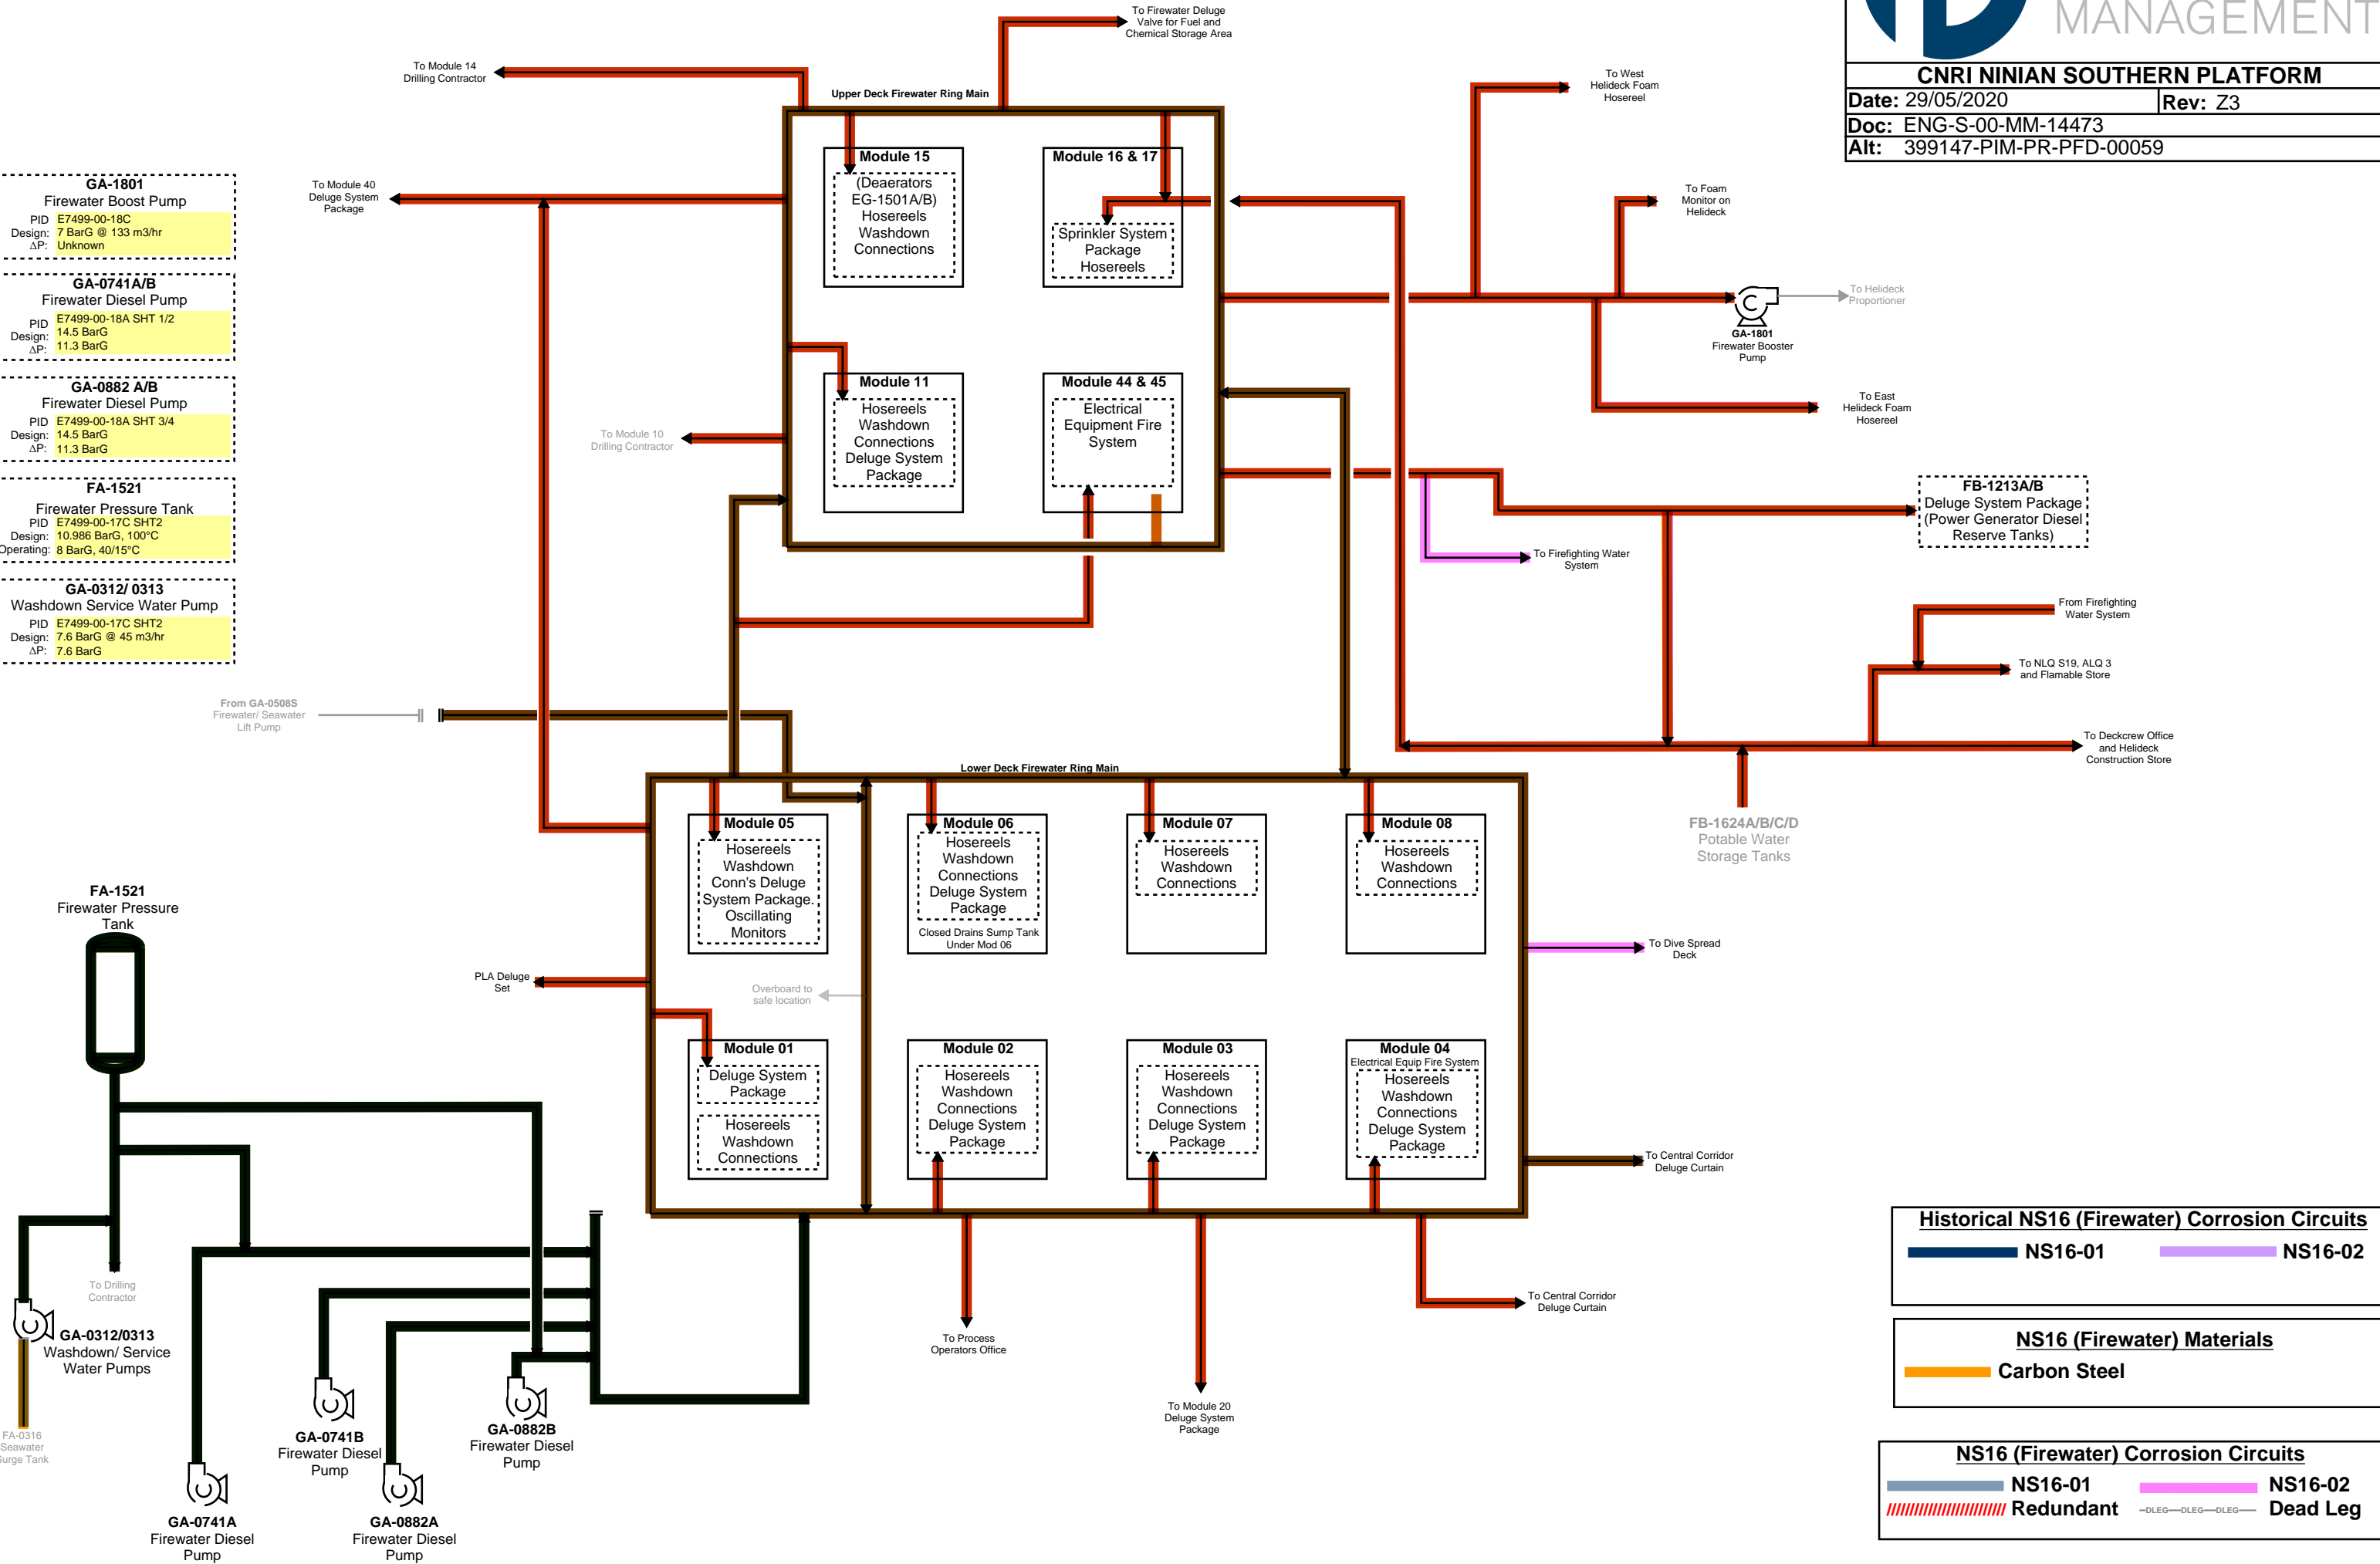 MANAGEMENT
CNRI NINIAN SOUTHERN PLATFORM
Date: 29/05/2020 Rev: Z3
Doc: ENG-S-00-MM-14473
Alt: 399147-PIM-PR-PFD-00059
To Firewater Deluge
Valve for Fuel and
Chemical Storage Area
To Module 14
Drilling Contractor
Upper Deck Firewater Ring Main
To West
Helideck Foam
Hosereel
To Module 40
Deluge System
Package
To Foam
Monitor on
Helideck
GA-1801
Firewater Boost Pump
PID E7499-00-18C
Design: 7 BarG @ 133 m3/hr
ΔP: Unknown
GA-0741A/B
Firewater Diesel Pump
PID E7499-00-18A SHT 1/2
Design: 14.5 BarG
ΔP: 11.3 BarG
GA-0882 A/B
Firewater Diesel Pump
PID E7499-00-18A SHT 3/4
Design: 14.5 BarG
ΔP: 11.3 BarG
FA-1521
Firewater Pressure Tank
PID E7499-00-17C SHT2
Design: 10.986 BarG, 100°C
Operating: 8 BarG, 40/15°C
GA-0312/ 0313
Washdown Service Water Pump
PID E7499-00-17C SHT2
Design: 7.6 BarG @ 45 m3/hr
ΔP: 7.6 BarG
Module 15
(Deaerators
EG-1501A/B)
Hosereels
Washdown
Connections
Module 16 & 17
Sprinkler System
Package
Hosereels
Module 11
Hosereels
Washdown
Connections
Deluge System
Package
Module 44 & 45
Electrical
Equipment Fire
System
To Module 10
Drilling Contractor
GA-1801
Firewater Booster
Pump
To Helideck
Proportioner
To East
Helideck Foam
Hosereel
FB-1213A/B
Deluge System Package
(Power Generator Diesel
Reserve Tanks)
To Firefighting Water
System
From Firefighting
Water System
To NLQ S19, ALQ 3
and Flamable Store
To Deckcrew Office
and Helideck
Construction Store
FB-1624A/B/C/D
Potable Water
Storage Tanks
From GA-0508S
Firewater/ Seawater
Lift Pump
Lower Deck Firewater Ring Main
Module 05
Hosereels
Washdown
Conn's Deluge
System Package.
Oscillating
Monitors
Module 06
Hosereels
Washdown
Connections
Deluge System
Package
Closed Drains Sump Tank
Under Mod 06
Module 07
Hosereels
Washdown
Connections
Module 08
Hosereels
Washdown
Connections
To Dive Spread
Deck
PLA Deluge
Set
Overboard to
safe location
Module 01
Deluge System
Package
Hosereels
Washdown
Connections
Module 02
Hosereels
Washdown
Connections
Deluge System
Package
Module 03
Hosereels
Washdown
Connections
Deluge System
Package
Module 04
Electrical Equip Fire System
Hosereels
Washdown
Connections
Deluge System
Package
To Central Corridor
Deluge Curtain
To Central Corridor
Deluge Curtain
To Process
Operators Office
To Module 20
Deluge System
Package
FA-1521
Firewater Pressure
Tank
To Drilling
Contractor
GA-0312/0313
Washdown/ Service
Water Pumps
FA-0316
Seawater
Surge Tank
GA-0741B
Firewater Diesel
Pump
GA-0882B
Firewater Diesel
Pump
GA-0741A
Firewater Diesel
Pump
GA-0882A
Firewater Diesel
Pump
Historical NS16 (Firewater) Corrosion Circuits
NS16-01 NS16-02
NS16 (Firewater) Materials
Carbon Steel
NS16 (Firewater) Corrosion Circuits
NS16-01 NS16-02
Redundant -DLEG-DLEG-DLEG- Dead Leg